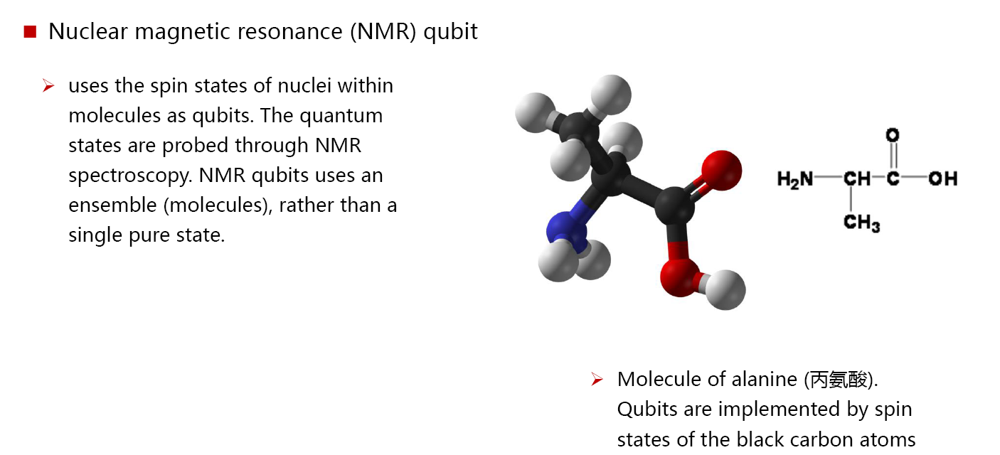 Nuclear magnetic resonance (NMR) qubit
uses the spin states of nuclei within
molecules as qubits. The quantum
states are probed through NMR
spectroscopy. NMR qubits uses an
ensemble (molecules), rather than a
single pure state.
O
H₂N CH C OH
CH₃
Molecule of alanine (丙氨酸).
Qubits are implemented by spin
states of the black carbon atoms